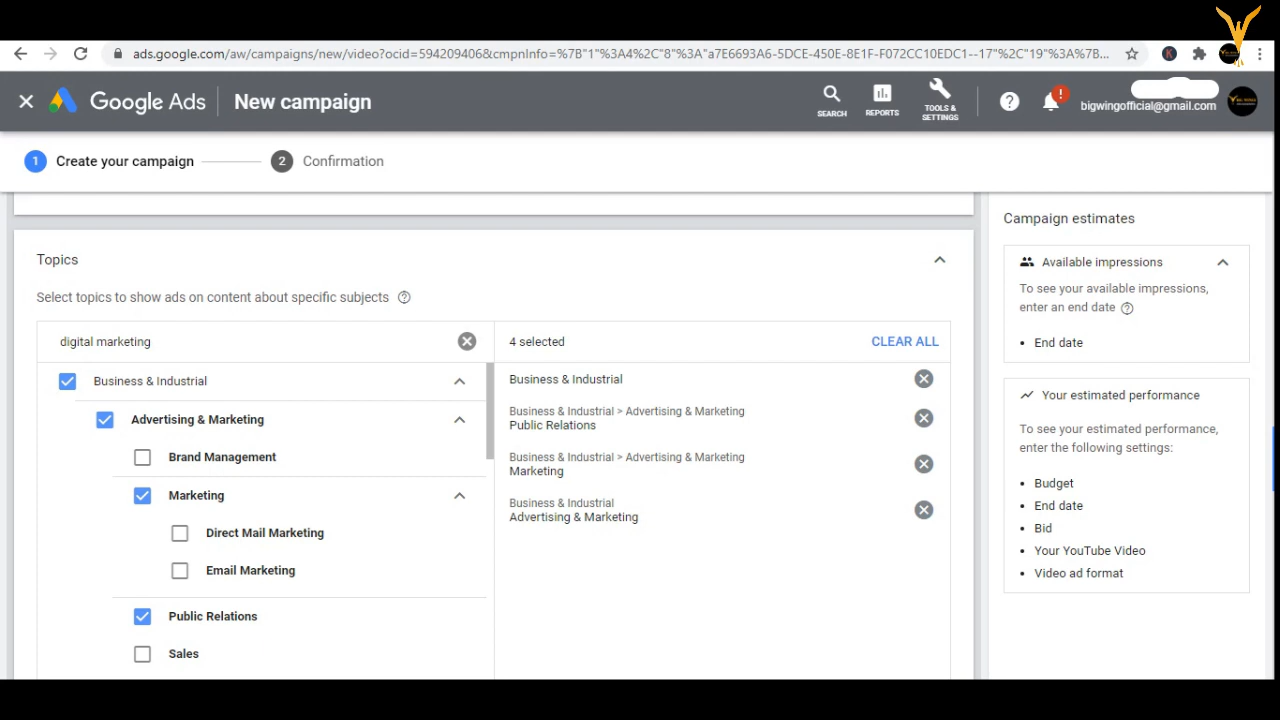 ads.google.com/aw/campaigns/new/video?ocid=594209406&cmpnInfo=%7B"1"%3A4%2C"8"%3A"a7E6693A6-5DCE-450E-8E1F-F072CC10EDC1--17"%2C"19"%3A%7B...
Google Ads
New campaign
SEARCH
REPORTS
TOOLS &
SETTINGS
bigwingofficial@gmail.com
1 Create your campaign
2 Confirmation
Topics
Select topics to show ads on content about specific subjects
digital marketing
4 selected
CLEAR ALL
Business & Industrial
Advertising & Marketing
Brand Management
Marketing
Direct Mail Marketing
Email Marketing
Public Relations
Sales
Business & Industrial
Business & Industrial > Advertising & Marketing
Public Relations
Business & Industrial > Advertising & Marketing
Marketing
Business & Industrial
Advertising & Marketing
Campaign estimates
Available impressions
To see your available impressions,
enter an end date
• End date
Your estimated performance
To see your estimated performance,
enter the following settings:
• Budget
• End date
• Bid
• Your YouTube Video
• Video ad format